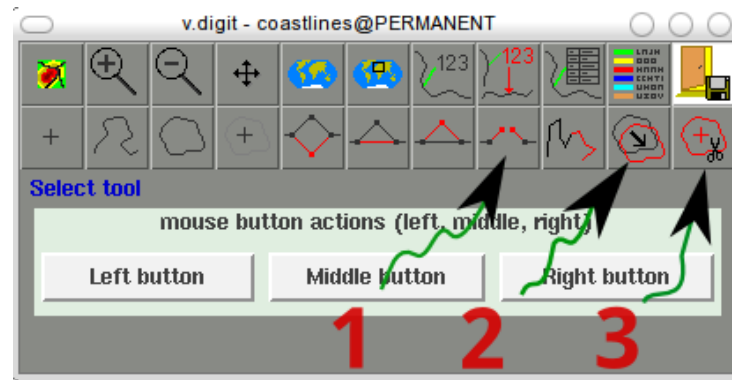 v.digit - coastlines@PERMANENT
123
123
Select tool
mouse button actions (left, middle, right)
Left button
Middle button
Right button
1
2
3